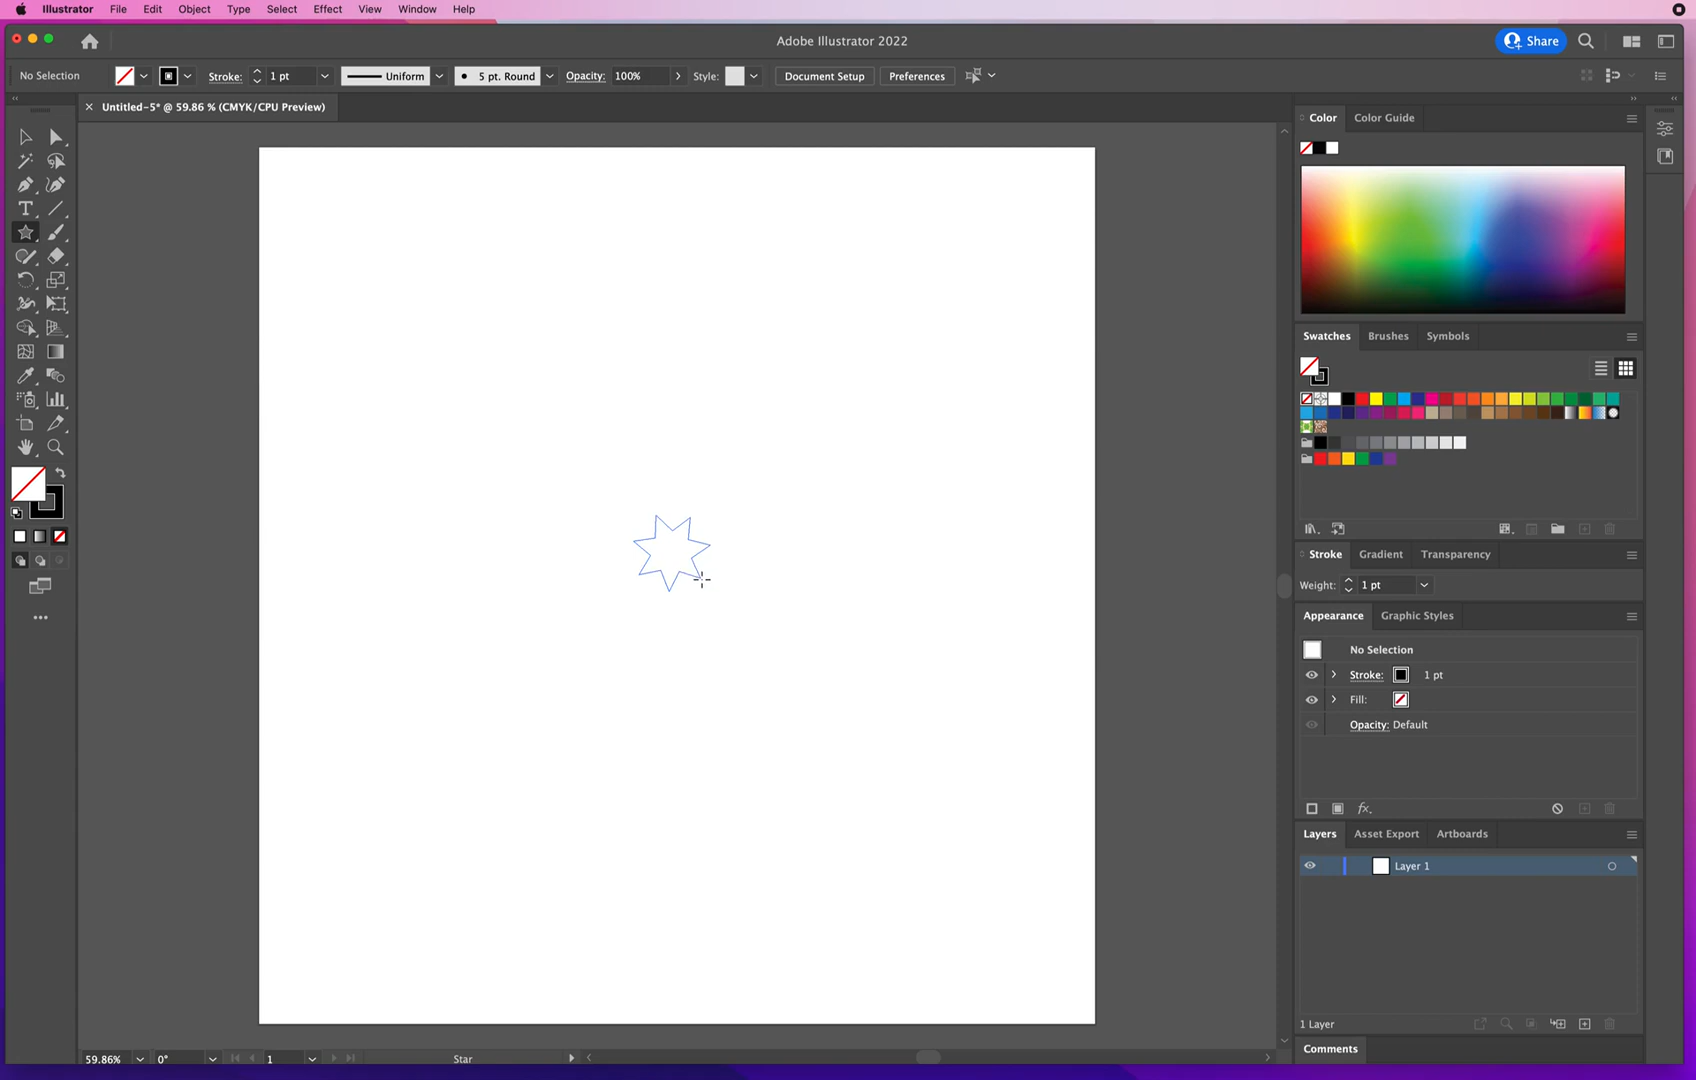 Illustrator File Edit Object Type Select Effect View Window Help
Adobe Illustrator 2022
Share
No Selection Stroke: 1 pt Uniform 5 pt. Round Opacity: 100% Style: Document Setup Preferences
Untitled-5* @ 59.86 % (CMYK/CPU Preview)
Color Color Guide
Swatches Brushes Symbols
Stroke Gradient Transparency
Weight: 1 pt
Appearance Graphic Styles
No Selection
Stroke: 1 pt
Fill:
Opacity: Default
fx.
Layers Asset Export Artboards
Layer 1
1 Layer
Comments
59.86% 0° 1 Star